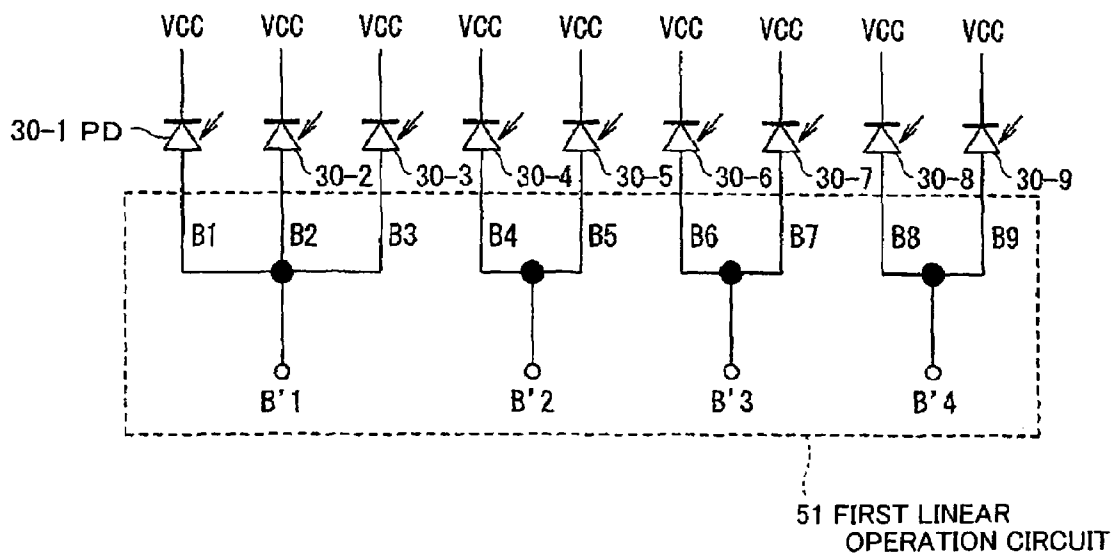 VCC VCC VCC VCC VCC VCC VCC VCC VCC
30-1 PD 30-2 30-3 30-4 30-5 30-6 30-7 30-8 30-9
B1 B2 B3 B4 B5 B6 B7 B8 B9
B'1 B'2 B'3 B'4
51 FIRST LINEAR
OPERATION CIRCUIT